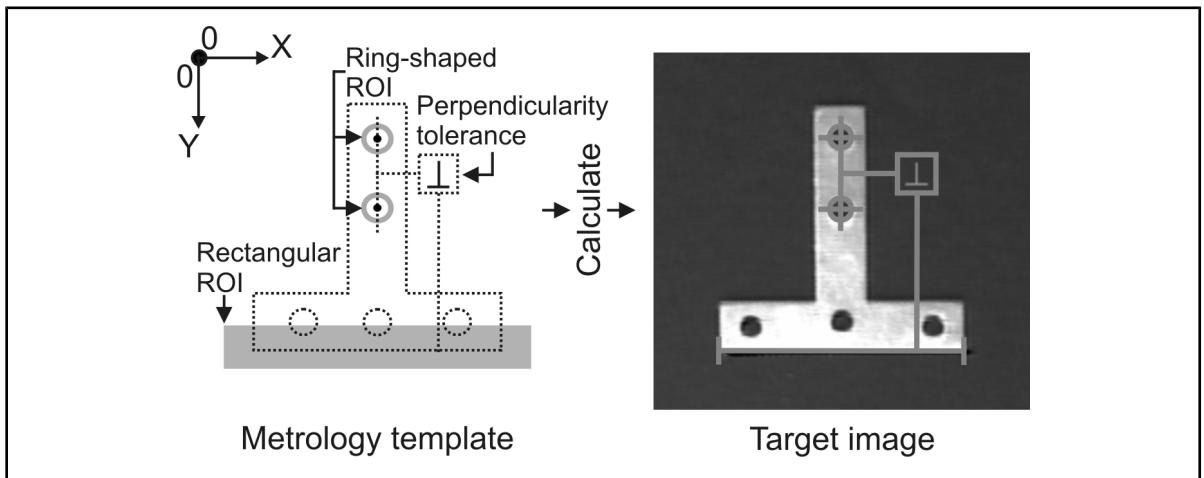 0
X
0
Y
Ring-shaped
ROI
Perpendicularity
tolerance
Rectangular
ROI
Calculate
Metrology template
Target image